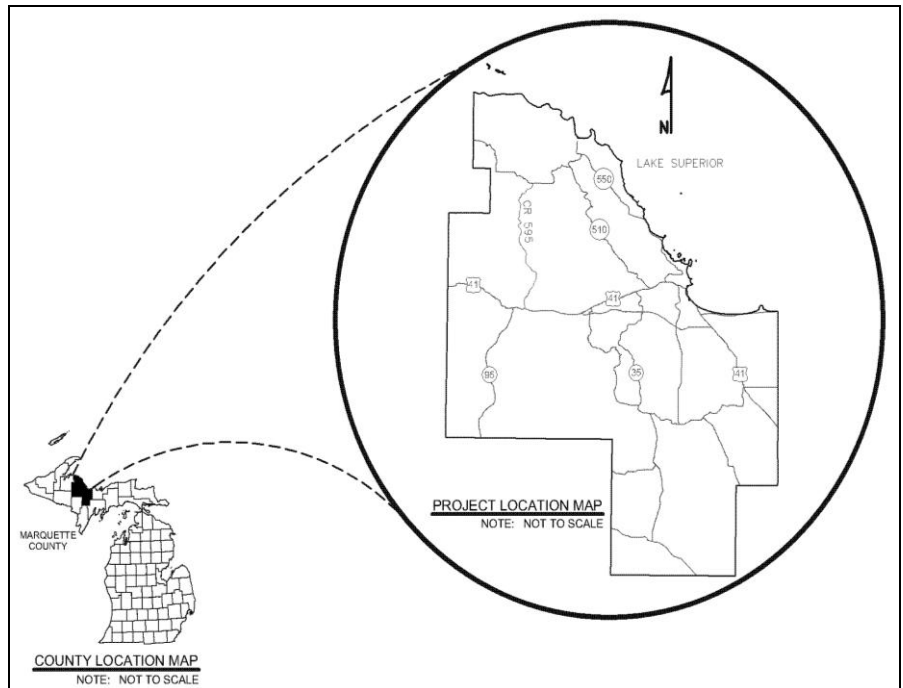 N
LAKE SUPERIOR
550
CR 595
510
41
41
95
35
41
PROJECT LOCATION MAP
NOTE: NOT TO SCALE
MARQUETTE
COUNTY
COUNTY LOCATION MAP
NOTE: NOT TO SCALE